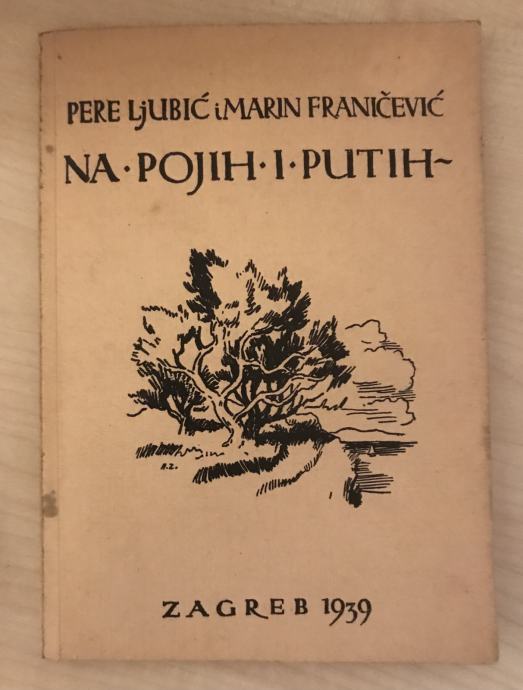 PERE LjUBIĆ i MARIN FRANIČEVIĆ
NA·POJIH·I·PUTIH~
A.Z.
ZAGREB 1939